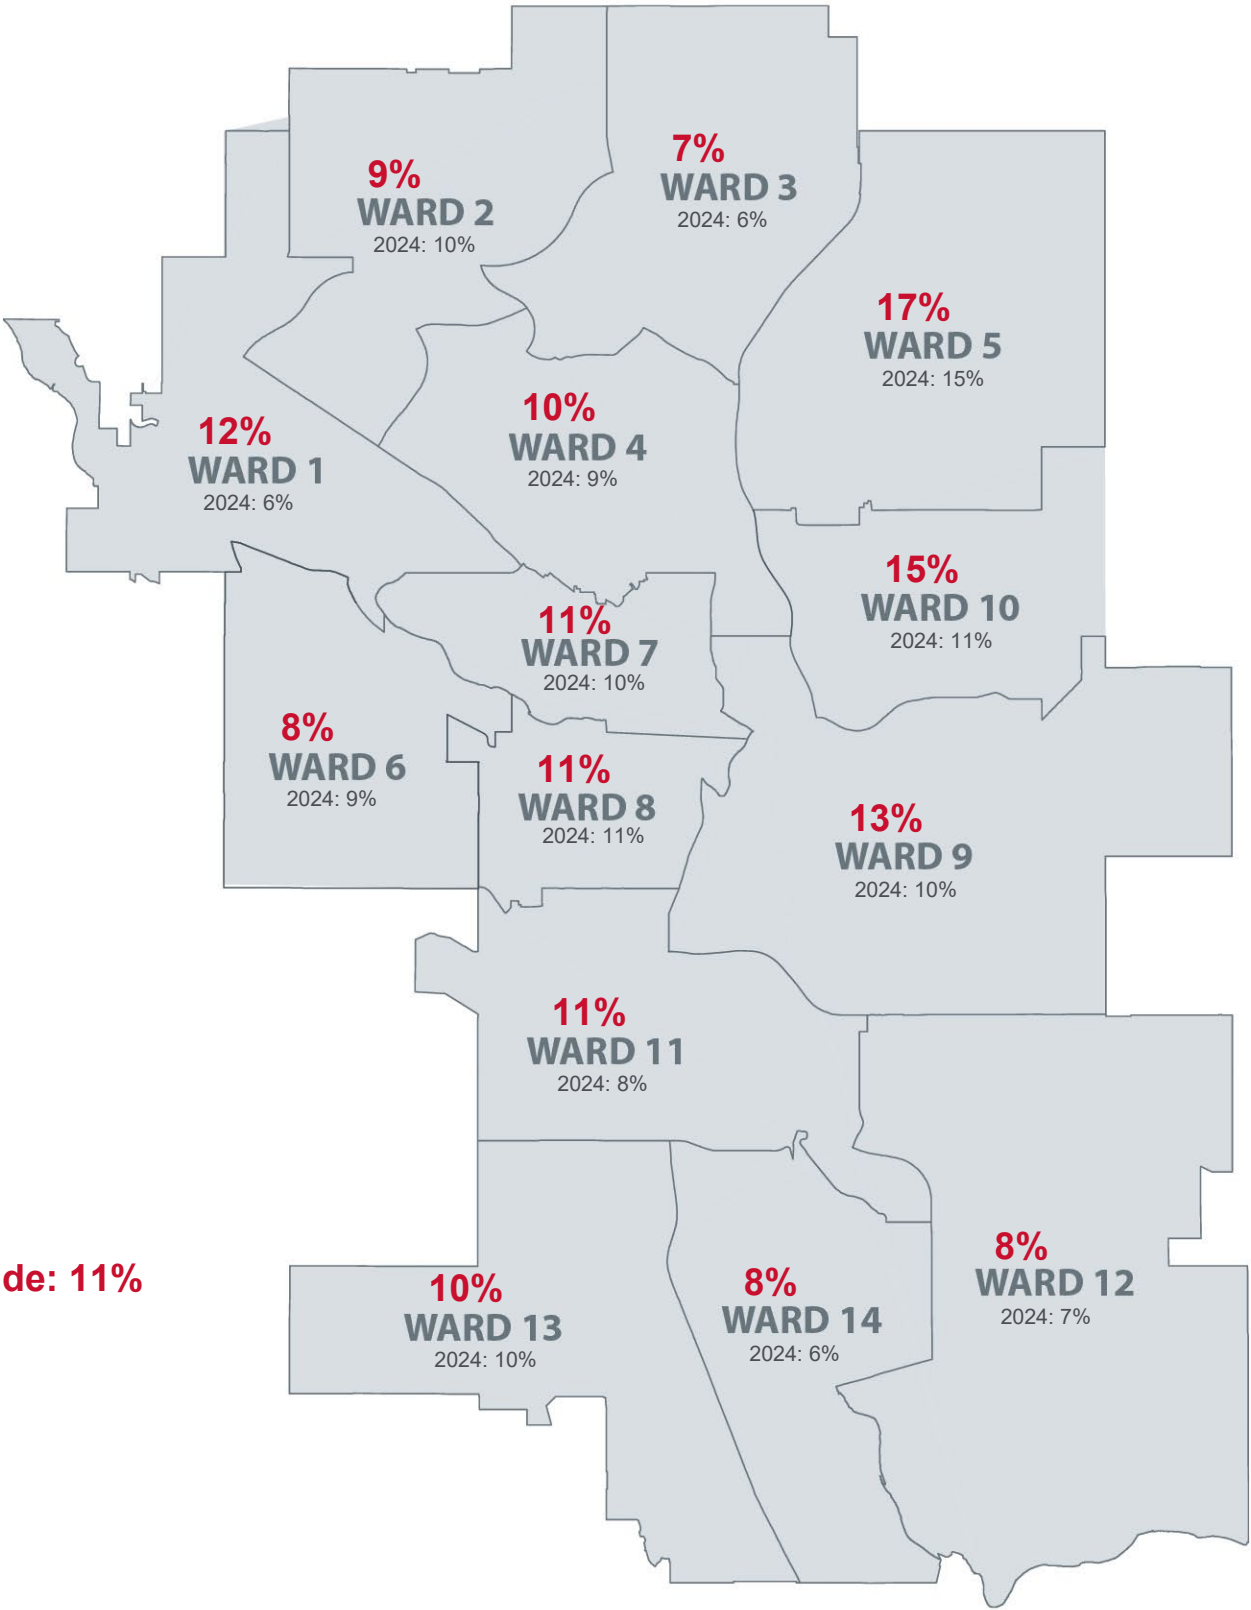 7%
WARD 3
2024: 6%
9%
WARD 2
2024: 10%
17%
WARD 5
2024: 15%
10%
WARD 4
2024: 9%
12%
WARD 1
2024: 6%
15%
WARD 10
2024: 11%
11%
WARD 7
2024: 10%
8%
WARD 6
2024: 9%
11%
WARD 8
2024: 11%
13%
WARD 9
2024: 10%
11%
WARD 11
2024: 8%
8%
WARD 12
2024: 7%
de: 11%
10%
WARD 13
2024: 10%
8%
WARD 14
2024: 6%